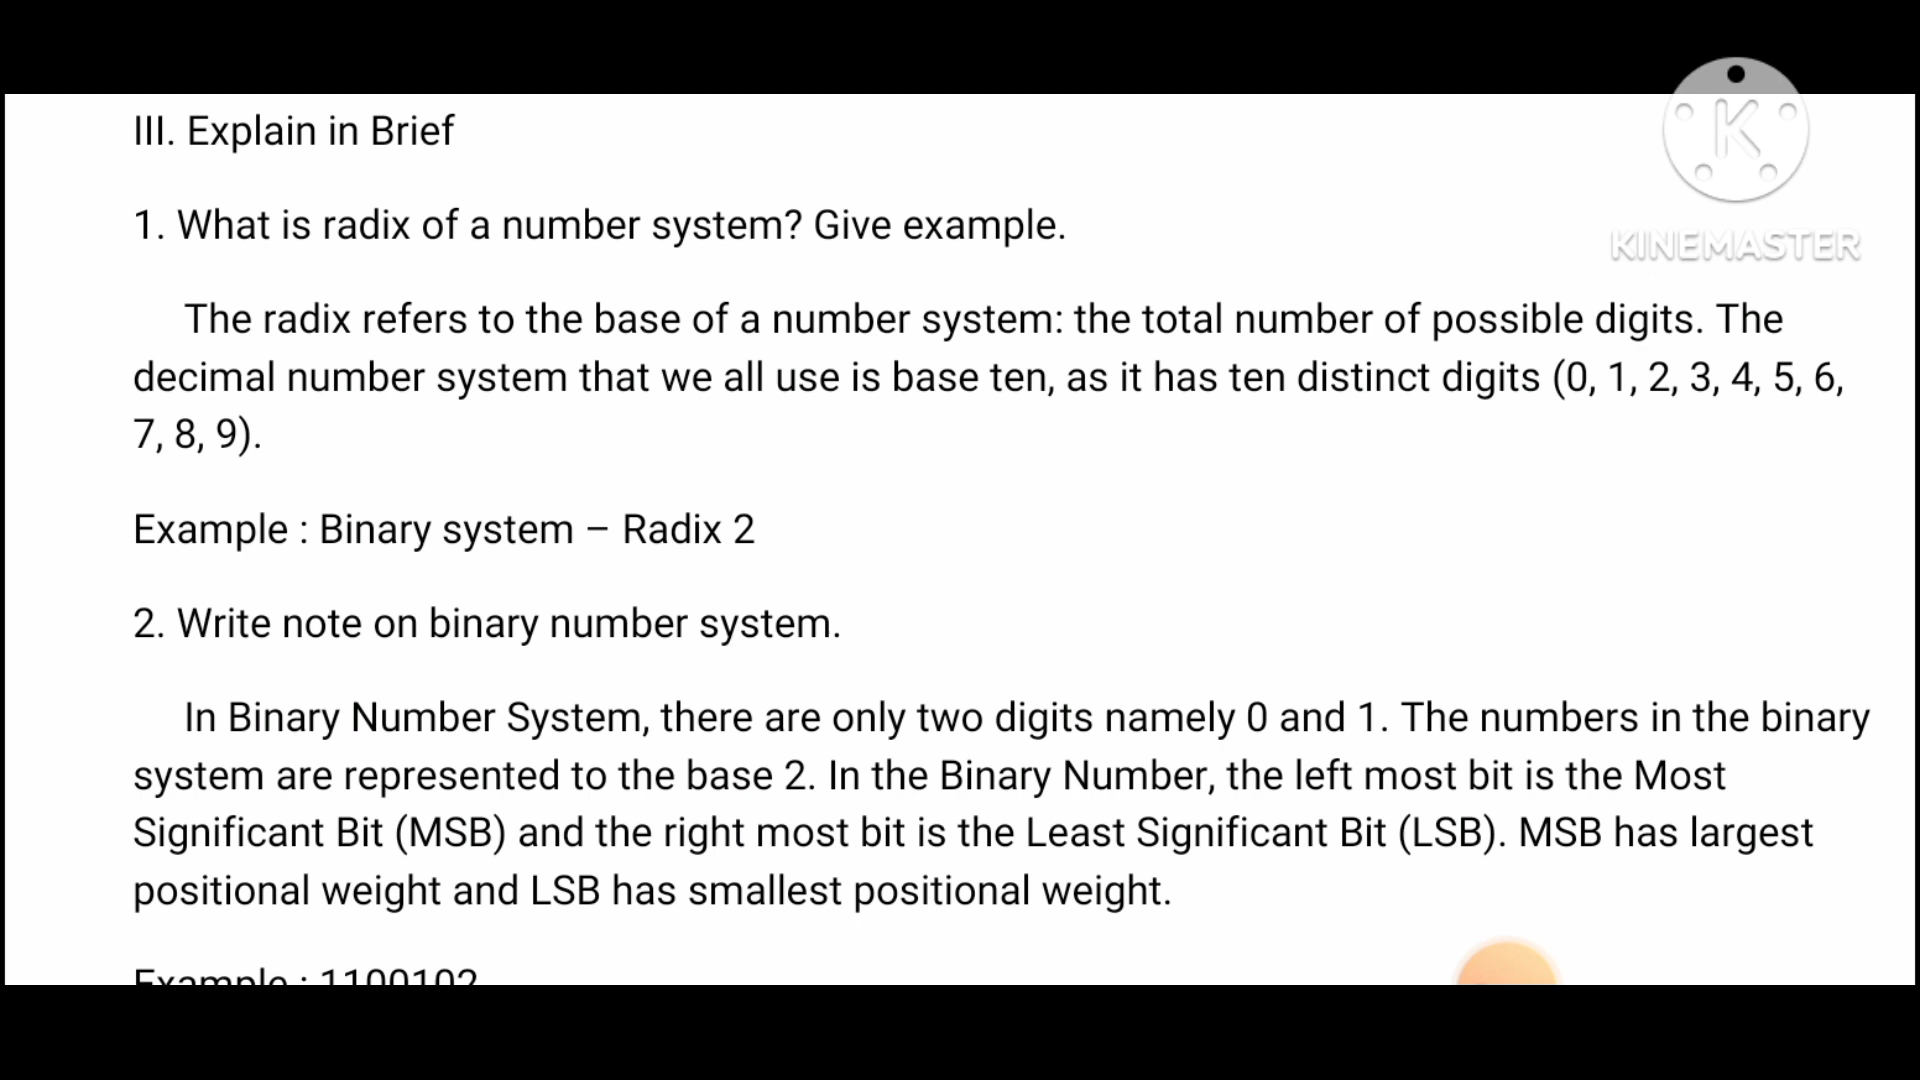 III. Explain in Brief
K
KINEMASTER
1. What is radix of a number system? Give example.
The radix refers to the base of a number system: the total number of possible digits. The
decimal number system that we all use is base ten, as it has ten distinct digits (0, 1, 2, 3, 4, 5, 6,
7, 8, 9).
Example : Binary system – Radix 2
2. Write note on binary number system.
In Binary Number System, there are only two digits namely 0 and 1. The numbers in the binary
system are represented to the base 2. In the Binary Number, the left most bit is the Most
Significant Bit (MSB) and the right most bit is the Least Significant Bit (LSB). MSB has largest
positional weight and LSB has smallest positional weight.
Example : 1100102